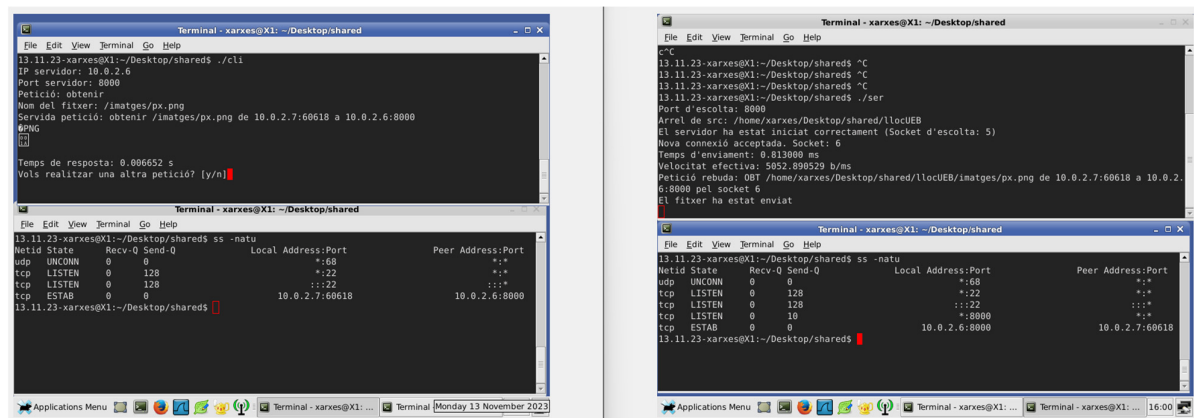 Terminal - xarxes@X1: ~/Desktop/shared
File Edit View Terminal Go Help
13.11.23-xarxes@X1:~/Desktop/shared$ ./cli
IP servidor: 10.0.2.6
Port servidor: 8000
Petició: obtenir
Nom del fitxer: /imatges/px.png
Servida petició: obtenir /imatges/px.png de 10.0.2.7:60618 a 10.0.2.6:8000
�PNG
Temps de resposta: 0.006652 s
Vols realitzar una altra petició? [y/n]
Terminal - xarxes@X1: ~/Desktop/shared
File Edit View Terminal Go Help
13.11.23-xarxes@X1:~/Desktop/shared$ ss -natu
Netid State Recv-Q Send-Q Local Address:Port Peer Address:Port
udp UNCONN 0 0 *:68 *:*
tcp LISTEN 0 128 *:22 *:*
tcp LISTEN 0 128 :::22 :::*
tcp ESTAB 0 0 10.0.2.7:60618 10.0.2.6:8000
13.11.23-xarxes@X1:~/Desktop/shared$
Applications Menu Terminal - xarxes@X1: ... Terminal Monday 13 November 2023
Terminal - xarxes@X1: ~/Desktop/shared
File Edit View Terminal Go Help
c^C
13.11.23-xarxes@X1:~/Desktop/shared$ ^C
13.11.23-xarxes@X1:~/Desktop/shared$ ^C
13.11.23-xarxes@X1:~/Desktop/shared$ ^C
13.11.23-xarxes@X1:~/Desktop/shared$ ./ser
Port d'escolta: 8000
Arrel de src: /home/xarxes/Desktop/shared/llocUEB
El servidor ha estat iniciat correctament (Socket d'escolta: 5)
Nova connexió acceptada. Socket: 6
Temps d'enviament: 0.813000 ms
Velocitat efectiva: 5052.890529 b/ms
Petició rebuda: OBT /home/xarxes/Desktop/shared/llocUEB/imatges/px.png de 10.0.2.7:60618 a 10.0.2.
6:8000 pel socket 6
El fitxer ha estat enviat
Terminal - xarxes@X1: ~/Desktop/shared
File Edit View Terminal Go Help
13.11.23-xarxes@X1:~/Desktop/shared$ ss -natu
Netid State Recv-Q Send-Q Local Address:Port Peer Address:Port
udp UNCONN 0 0 *:68 *:*
tcp LISTEN 0 128 *:22 *:*
tcp LISTEN 0 128 :::22 :::*
tcp LISTEN 0 10 *:8000 *:*
tcp ESTAB 0 0 10.0.2.6:8000 10.0.2.7:60618
13.11.23-xarxes@X1:~/Desktop/shared$
Applications Menu Terminal - xarxes@X1: ... Terminal - xarxes@X1: ... 16:00